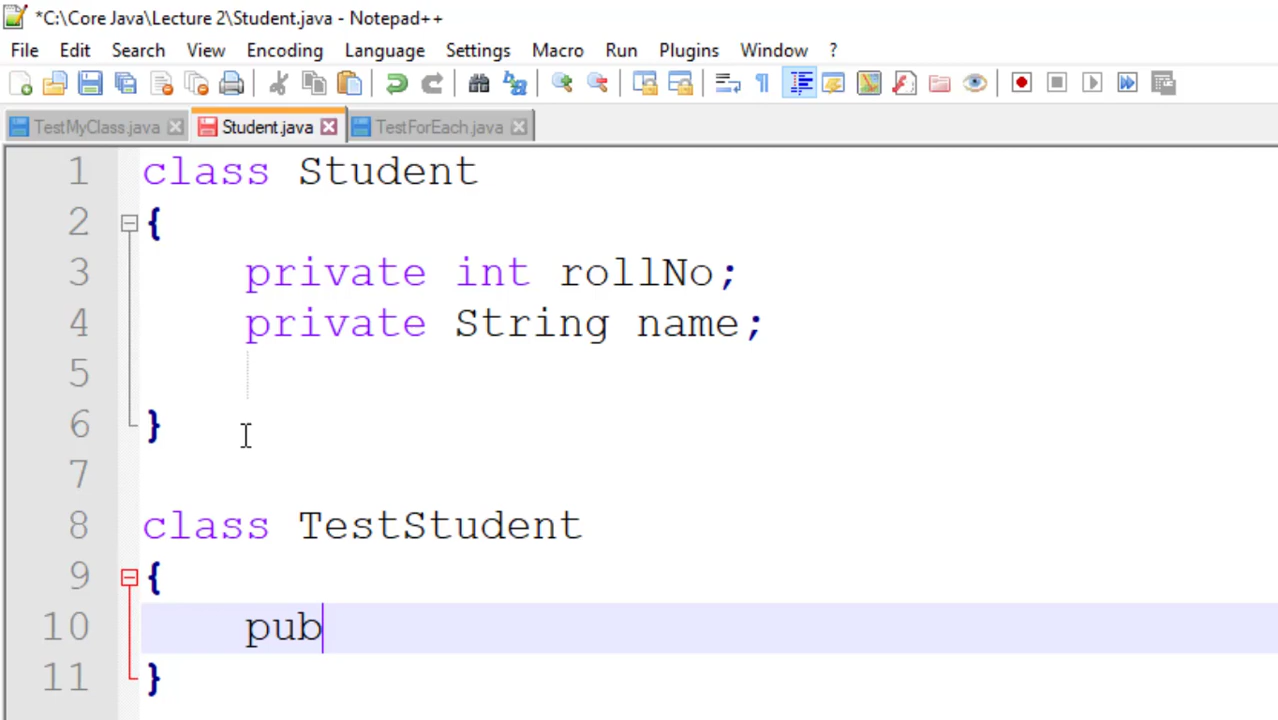 *C:\Core Java\Lecture 2\Student.java - Notepad++
File Edit Search View Encoding Language Settings Macro Run Plugins Window ?
TestMyClass.java Student.java TestForEach.java
1 class Student
2 {
3 private int rollNo;
4 private String name;
5
6 }
7
8 class TestStudent
9 {
10 pub
11 }